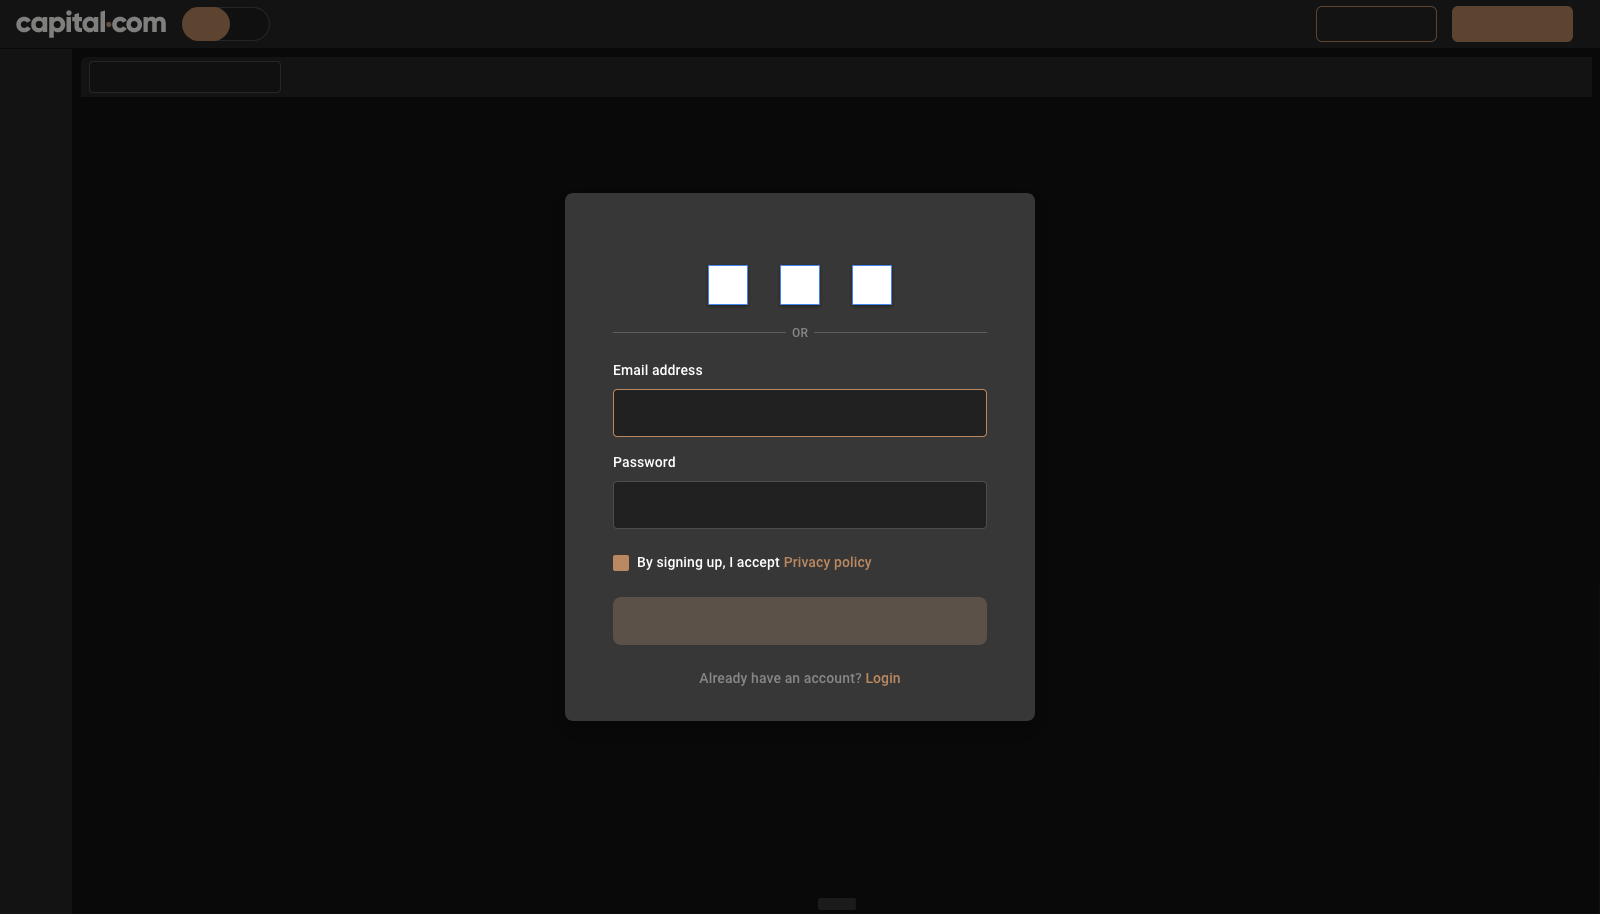 capital.com
OR
Email address
Password
By signing up, I accept Privacy policy
Already have an account? Login